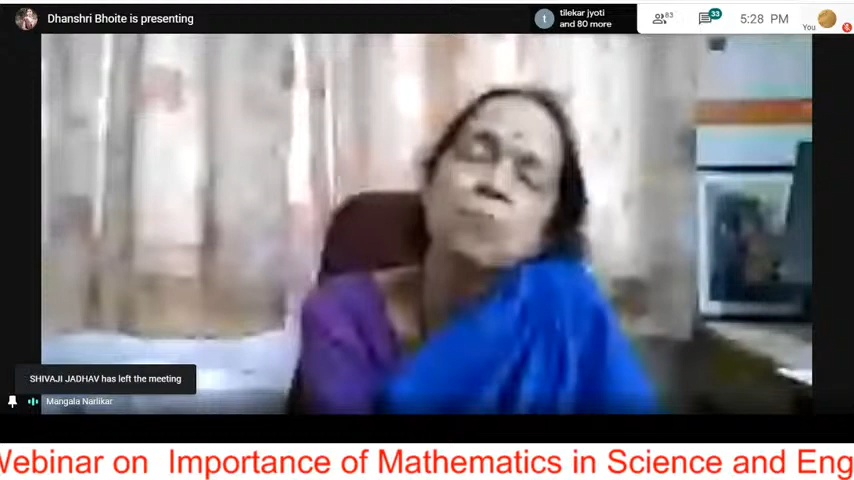 Dhanshri Bhoite is presenting
t
tilekar jyoti
and 80 more
83
33
5:28 PM
You
SHIVAJI JADHAV has left the meeting
Mangala Narlikar
Webinar on Importance of Mathematics in Science and Eng